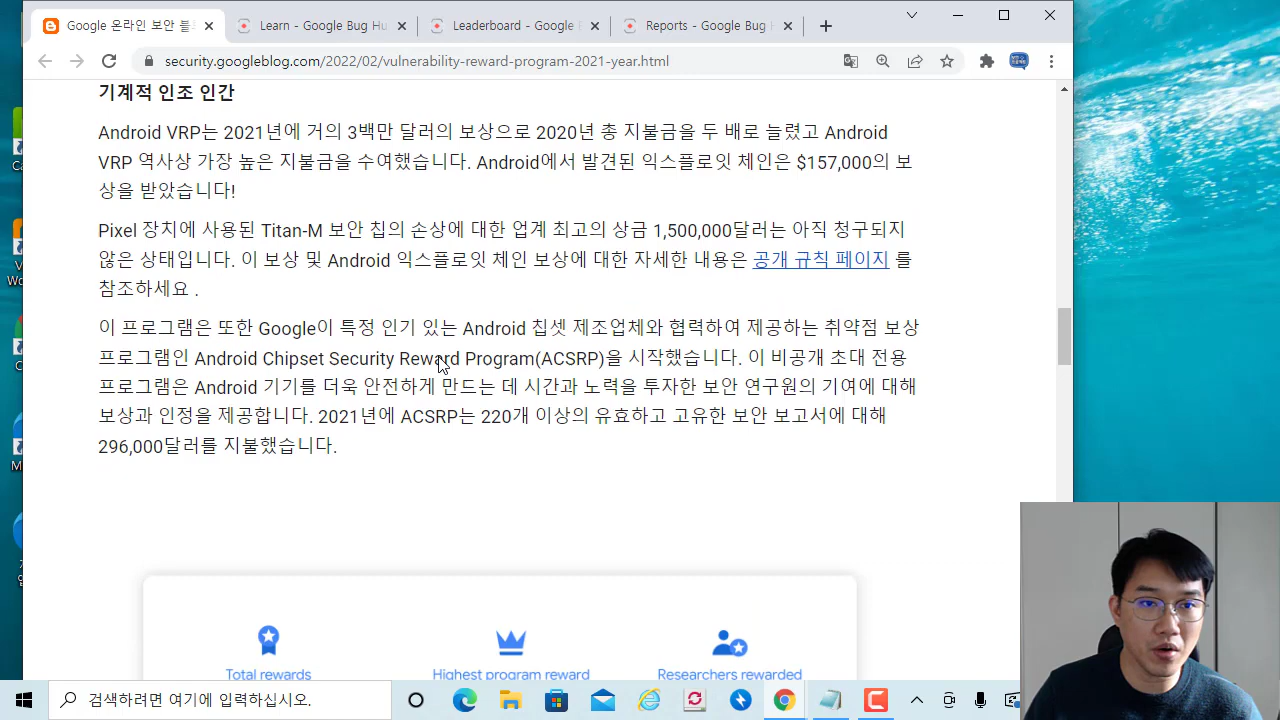 Google 온라인 보안 블
Learn - Google Bug Hu
Leaderboard - Google
Reports - Google Bug H
security.googleblog.com/2022/02/vulnerability-reward-program-2021-year.html
기계적 인조 인간
Android VRP는 2021년에 거의 3백만 달러의 보상으로 2020년 총 지불금을 두 배로 늘렸고 Android
VRP 역사상 가장 높은 지불금을 수여했습니다. Android에서 발견된 익스플로잇 체인은 $157,000의 보
상을 받았습니다!
Pixel 장치에 사용된 Titan-M 보안 칩의 손상에 대한 업계 최고의 상금 1,500,000달러는 아직 청구되지
않은 상태입니다. 이 보상 및 Android 익스플로잇 체인 보상에 대한 자세한 내용은 공개 규칙 페이지 를
참조하세요 .
이 프로그램은 또한 Google이 특정 인기 있는 Android 칩셋 제조업체와 협력하여 제공하는 취약점 보상
프로그램인 Android Chipset Security Reward Program(ACSRP)을 시작했습니다. 이 비공개 초대 전용
프로그램은 Android 기기를 더욱 안전하게 만드는 데 시간과 노력을 투자한 보안 연구원의 기여에 대해
보상과 인정을 제공합니다. 2021년에 ACSRP는 220개 이상의 유효하고 고유한 보안 보고서에 대해
296,000달러를 지불했습니다.
Total rewards
Highest program reward
Researchers rewarded
검색하려면 여기에 입력하십시오.